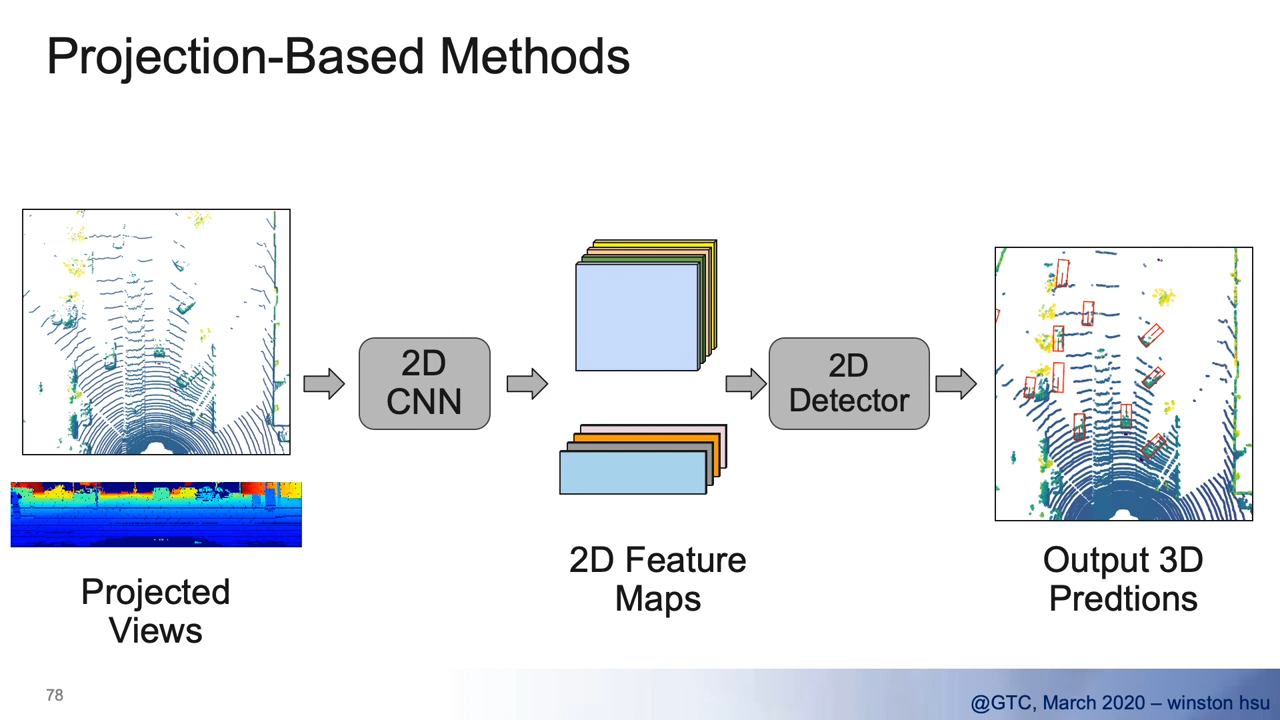 Projection-Based Methods
2D
CNN
2D
Detector
Projected
Views
2D Feature
Maps
Output 3D
Predtions
78
@GTC, March 2020 – winston hsu